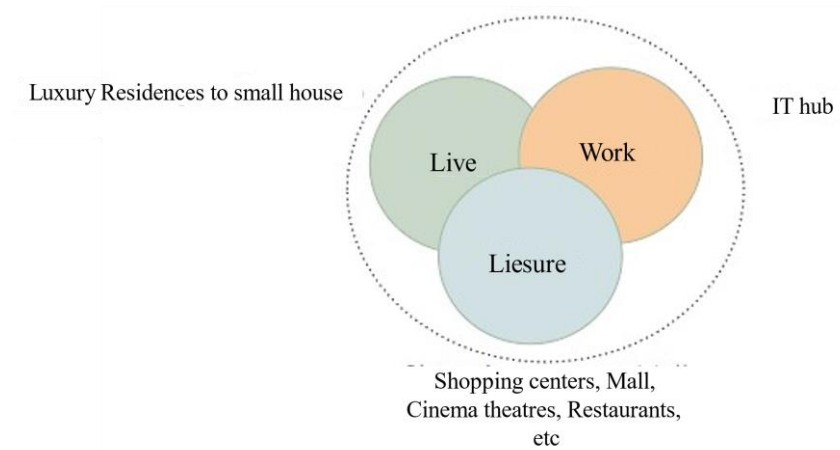 Luxury Residences to small house
IT hub
Live
Work
Liesure
Shopping centers, Mall,
Cinema theatres, Restaurants,
etc